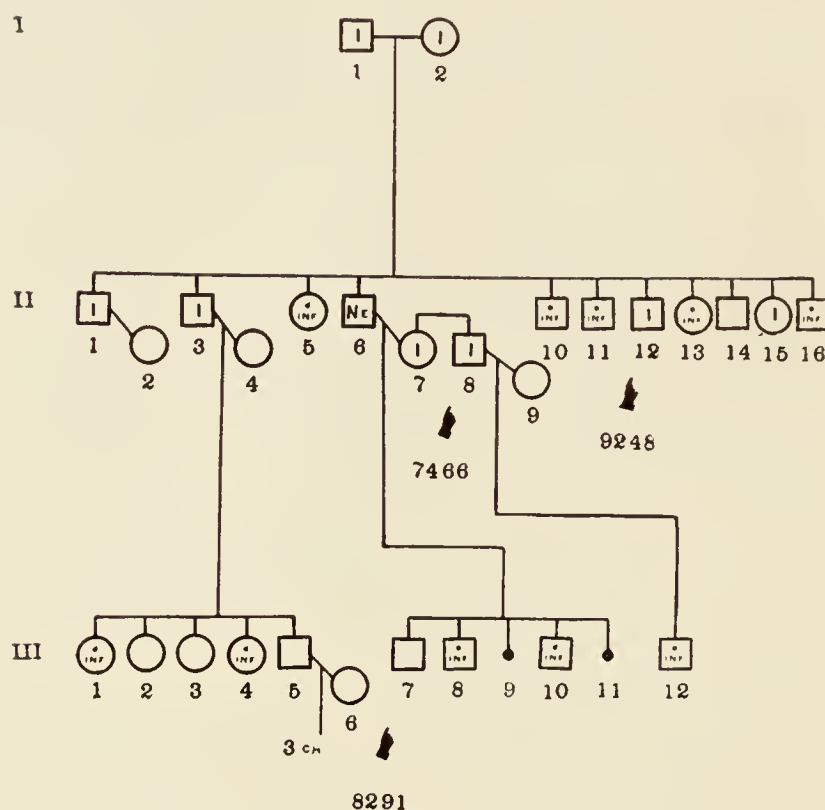 I
I I
1 2
II
I I INF NE I I INF INF I INF I INF
1 2 3 4 5 6 7 8 9 10 11 12 13 14 15 16
7466
9248
III
INF INF INF INF INF
1 2 3 4 5 6 7 8 9 10 11 12
3 CH
8291